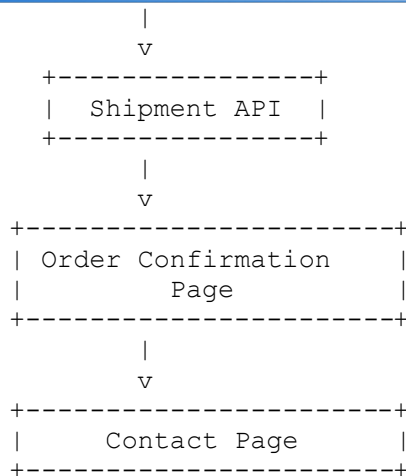 |
v
+----------------+
| Shipment API |
+----------------+
|
v
+-----------------------+
| Order Confirmation |
| Page |
+-----------------------+
|
v
+-----------------------+
| Contact Page |
+-----------------------+